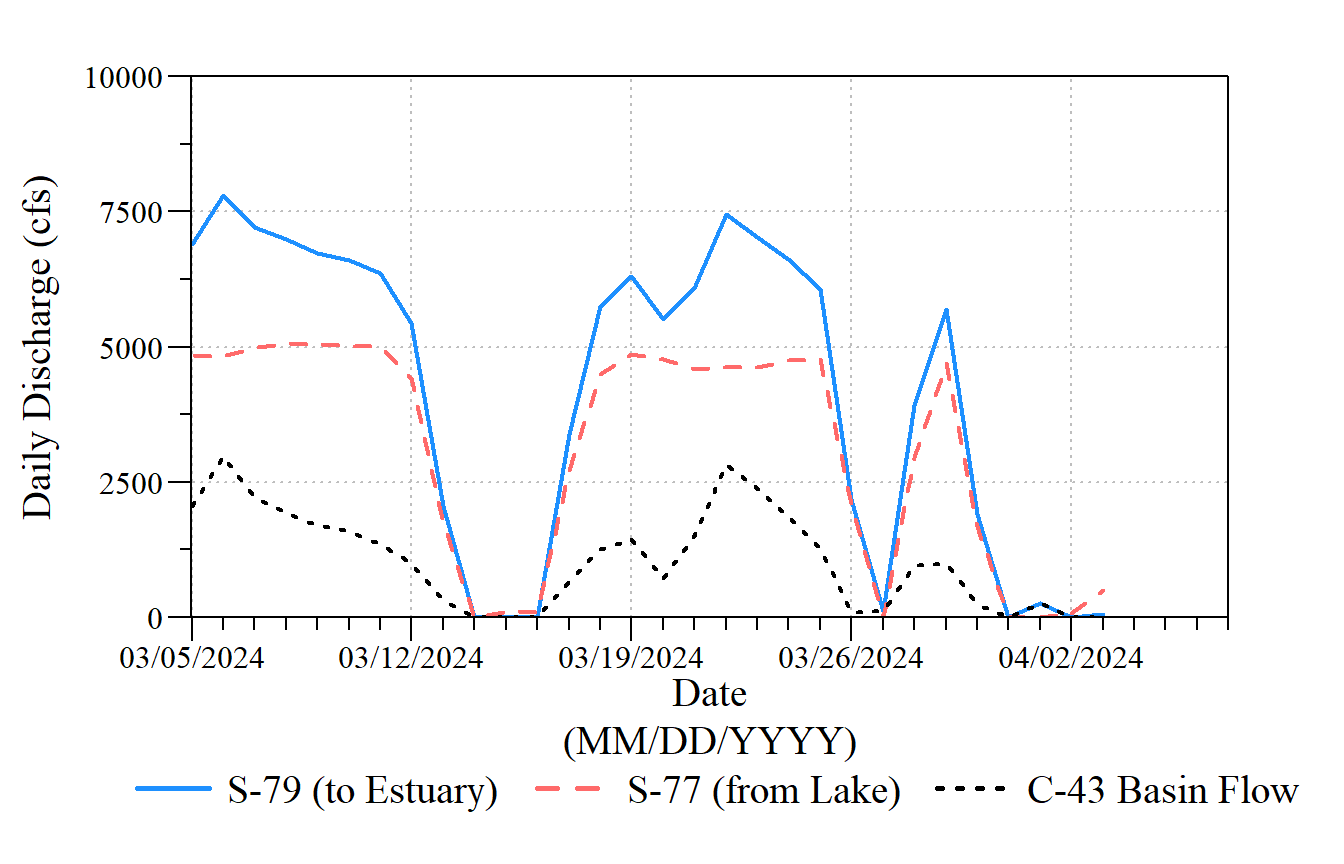 10000
7500
5000
2500
0
Daily Discharge (cfs)
03/05/2024 03/12/2024 03/19/2024 03/26/2024 04/02/2024
Date
(MM/DD/YYYY)
S-79 (to Estuary) S-77 (from Lake) C-43 Basin Flow